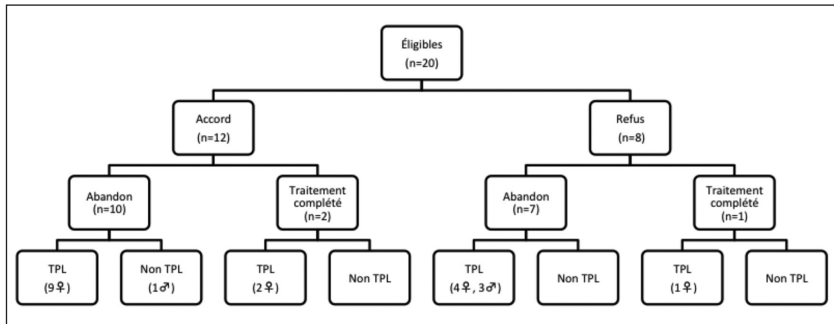 Éligibles
(n=20)
Accord
(n=12)
Refus
(n=8)
Abandon
(n=10)
Traitement
complété
(n=2)
Abandon
(n=7)
Traitement
complété
(n=1)
TPL
(9♀)
Non TPL
(1♂)
TPL
(2♀)
Non TPL
TPL
(4♀, 3♂)
Non TPL
TPL
(1♀)
Non TPL